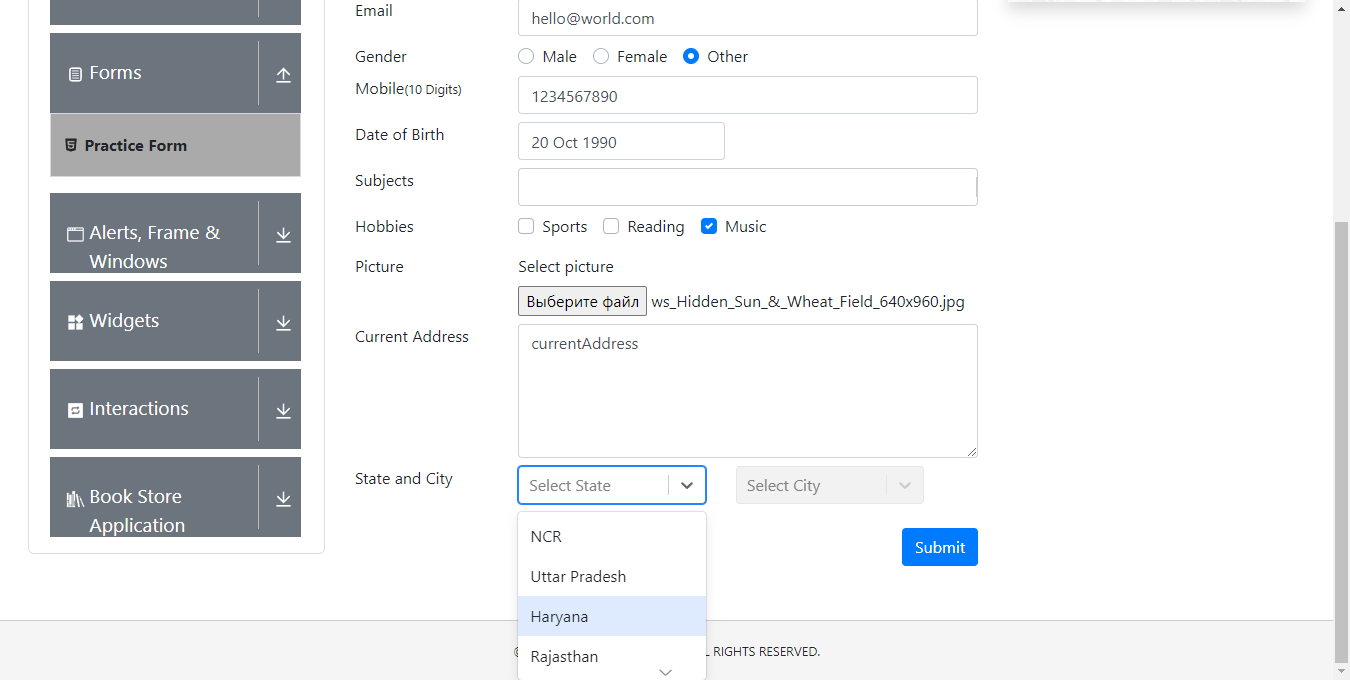 Forms
Practice Form
Alerts, Frame &
Windows
Widgets
Interactions
Book Store
Application
Email
hello@world.com
Gender
Male Female Other
Mobile(10 Digits)
1234567890
Date of Birth
20 Oct 1990
Subjects
Hobbies
Sports Reading Music
Picture
Select picture
Выберите файл ws_Hidden_Sun_&_Wheat_Field_640x960.jpg
Current Address
currentAddress
State and City
Select State
Select City
NCR
Uttar Pradesh
Haryana
Rajasthan
Submit
RIGHTS RESERVED.